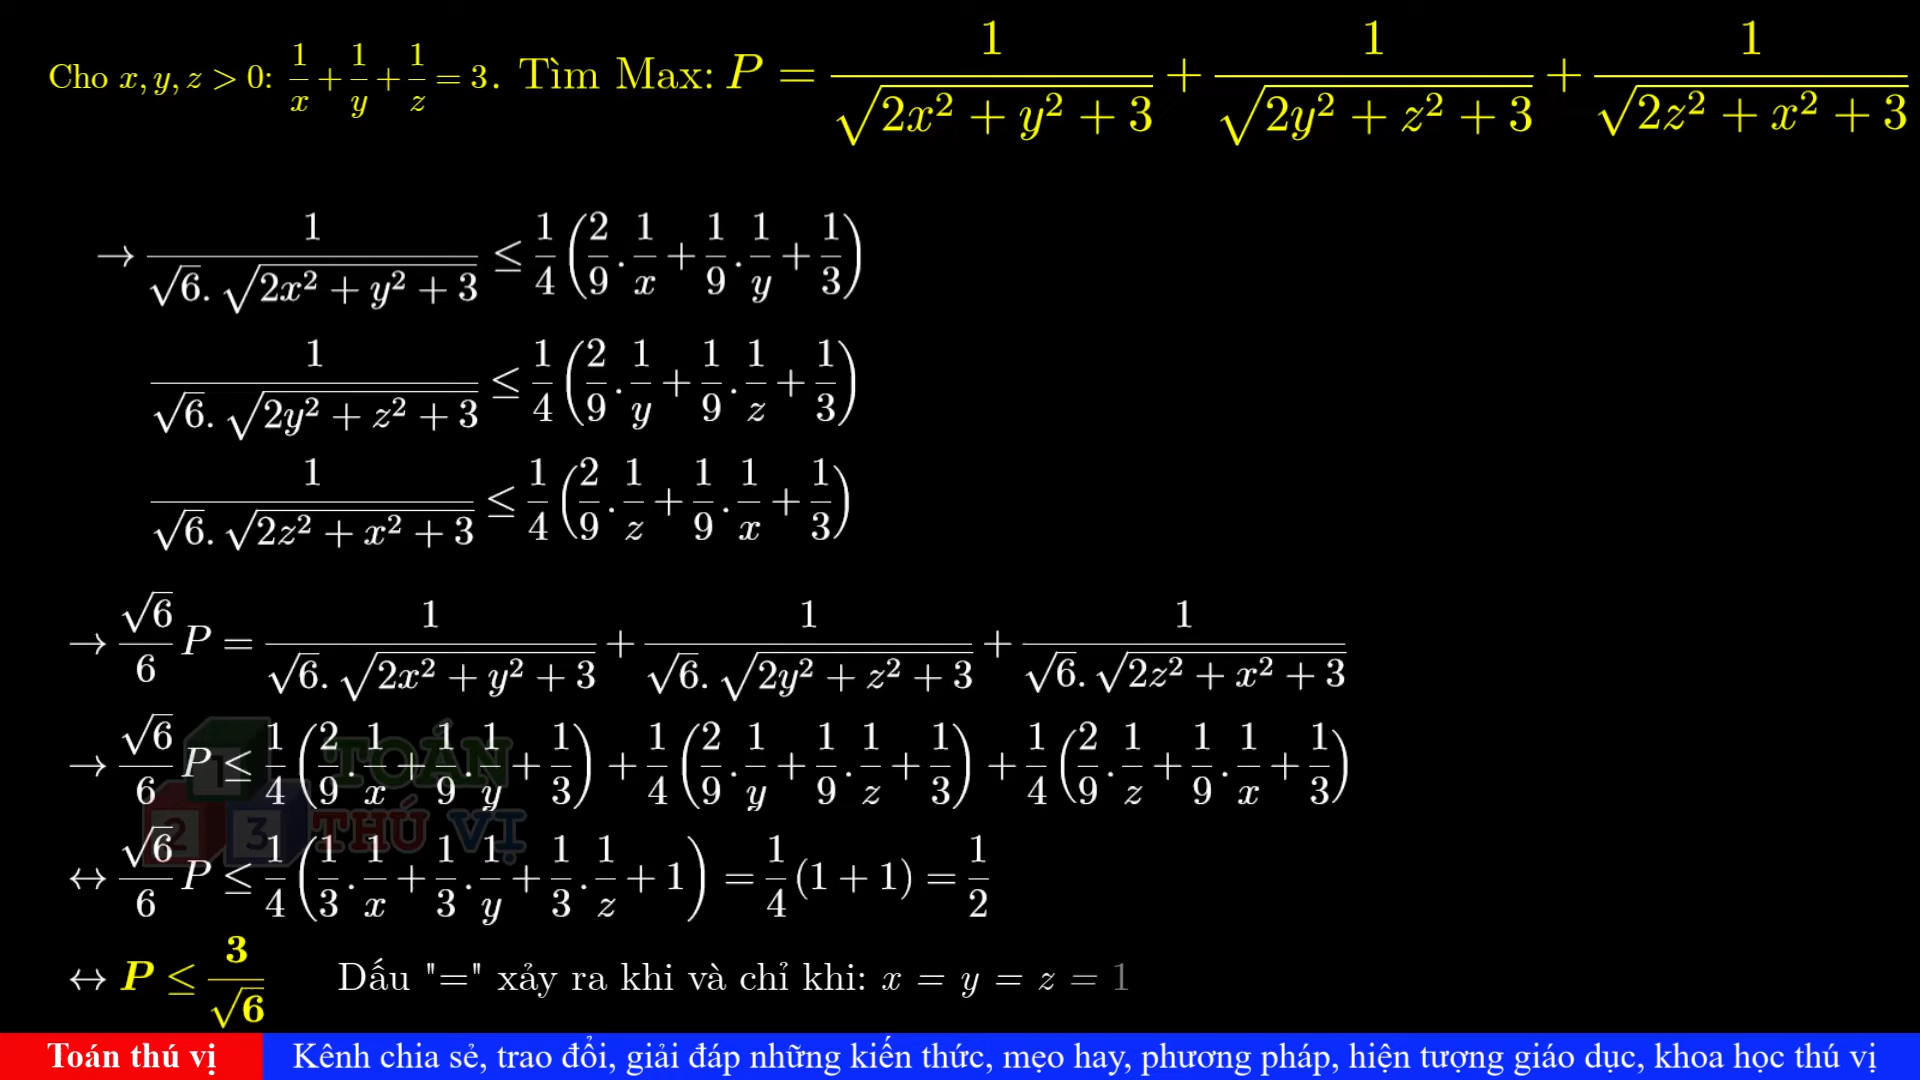 Cho x, y, z > 0: 1/x + 1/y + 1/z = 3. Tìm Max: P = 1/√(2x² + y² + 3) + 1/√(2y² + z² + 3) + 1/√(2z² + x² + 3)
→ 1/(√6.√(2x² + y² + 3)) ≤ 1/4 (2/9 . 1/x + 1/9 . 1/y + 1/3)
1/(√6.√(2y² + z² + 3)) ≤ 1/4 (2/9 . 1/y + 1/9 . 1/z + 1/3)
1/(√6.√(2z² + x² + 3)) ≤ 1/4 (2/9 . 1/z + 1/9 . 1/x + 1/3)
→ √6/6 P = 1/(√6.√(2x² + y² + 3)) + 1/(√6.√(2y² + z² + 3)) + 1/(√6.√(2z² + x² + 3))
→ √6/6 P ≤ 1/4 (2/9 . 1/x + 1/9 . 1/y + 1/3) + 1/4 (2/9 . 1/y + 1/9 . 1/z + 1/3) + 1/4 (2/9 . 1/z + 1/9 . 1/x + 1/3)
↔ √6/6 P ≤ 1/4 (1/3 . 1/x + 1/3 . 1/y + 1/3 . 1/z + 1) = 1/4 (1 + 1) = 1/2
↔ P ≤ 3/√6 Dấu "=" xảy ra khi và chỉ khi: x = y = z = 1
1 2 3 TOÁN
THÚ VỊ
Toán thú vị Kênh chia sẻ, trao đổi, giải đáp những kiến thức, mẹo hay, phương pháp, hiện tượng giáo dục, khoa học thú vị